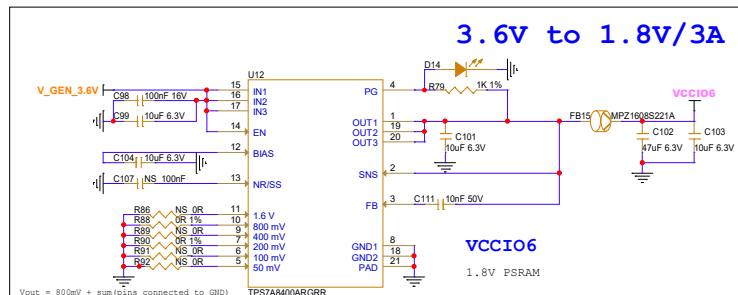 3.6V to 1.8V/3A
U12
D14
V_GEN_3.6V
C98 100nF 16V
C99 10uF 6.3V
15 IN1
16 IN2
17 IN3
14 EN
12 BIAS
C104 10uF 6.3V
C107 NS 100nF
13 NR/SS
R86 NS 0R 11 1.6 V
R88 0R 1% 10 800 mV
R89 NS 0R 9 400 mV
R90 0R 1% 7 200 mV
R91 NS 0R 6 100 mV
R92 NS 0R 5 50 mV
PG 4
R79 1K 1%
OUT1 1
OUT2 19
OUT3 20
C101
10uF 6.3V
SNS 2
FB 3
C111 10nF 50V
GND1 8
GND2 18
PAD 21
FB15 MPZ1608S221A
VCCIO6
C102
47uF 6.3V
C103
10uF 6.3V
VCCIO6
1.8V PSRAM
TPS7A8400ARGRR
Vout = 800mV + sum(pins connected to GND)